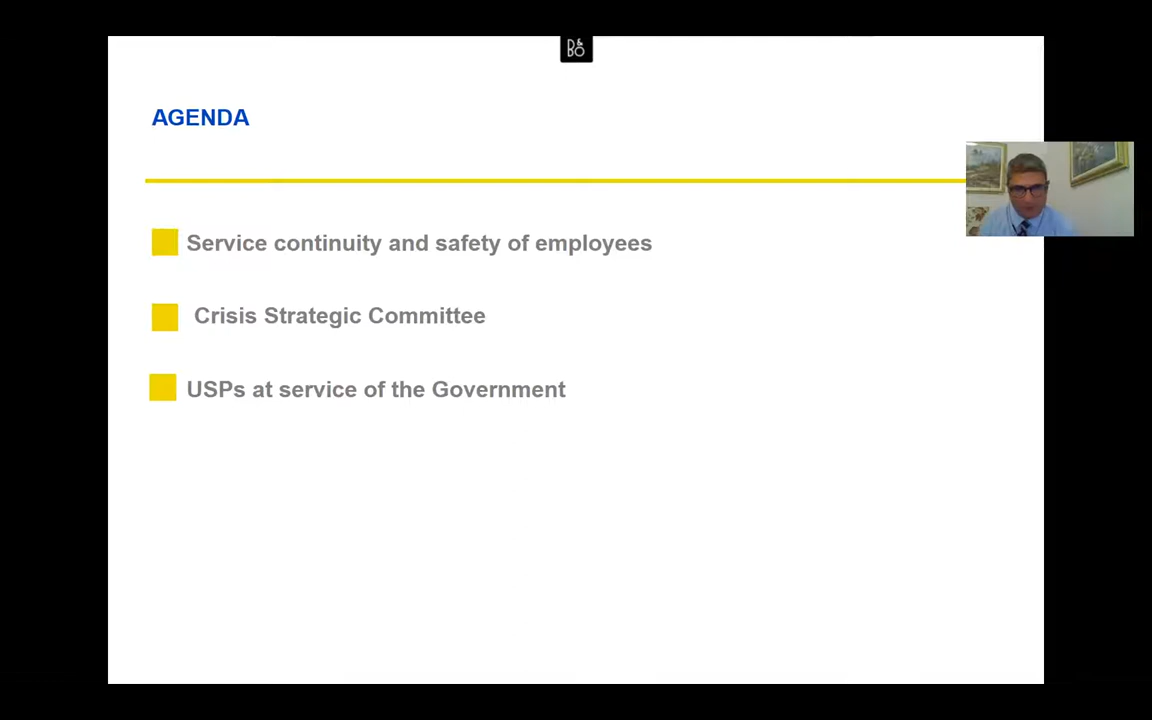 B&O
AGENDA
Service continuity and safety of employees
Crisis Strategic Committee
USPs at service of the Government